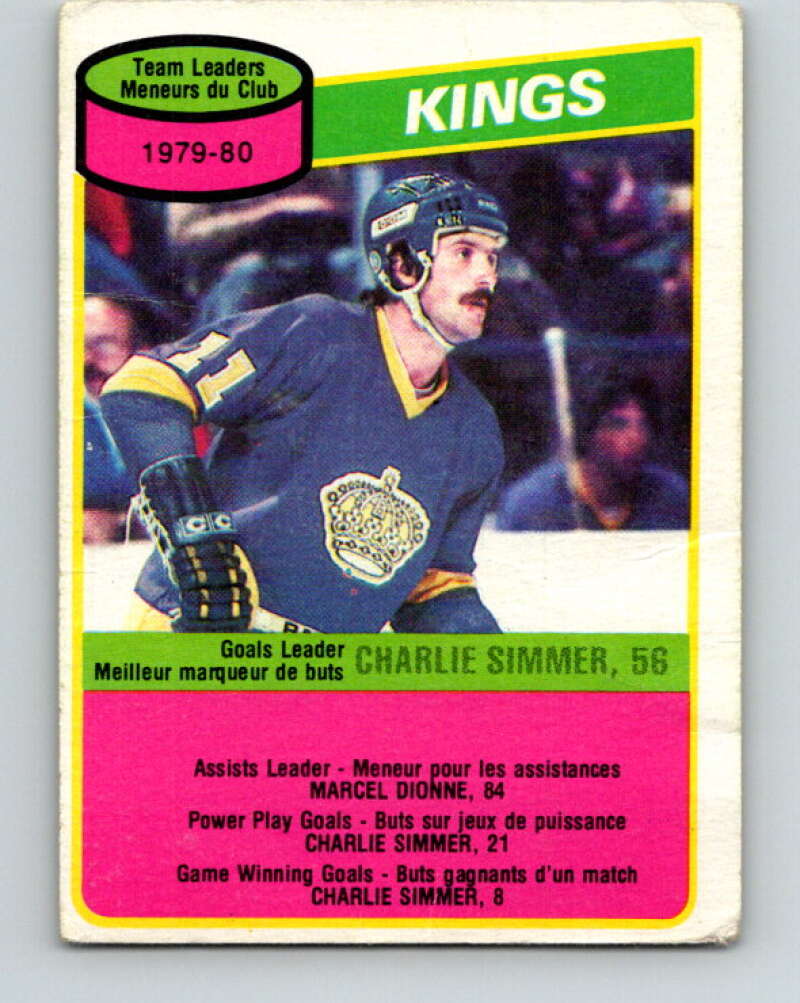 Team Leaders
Meneurs du Club
1979-80
KINGS
11
CC
Goals Leader
Meilleur marqueur de buts
CHARLIE SIMMER, 56
Assists Leader - Meneur pour les assistances
MARCEL DIONNE, 84
Power Play Goals - Buts sur jeux de puissance
CHARLIE SIMMER, 21
Game Winning Goals - Buts gagnants d'un match
CHARLIE SIMMER, 8